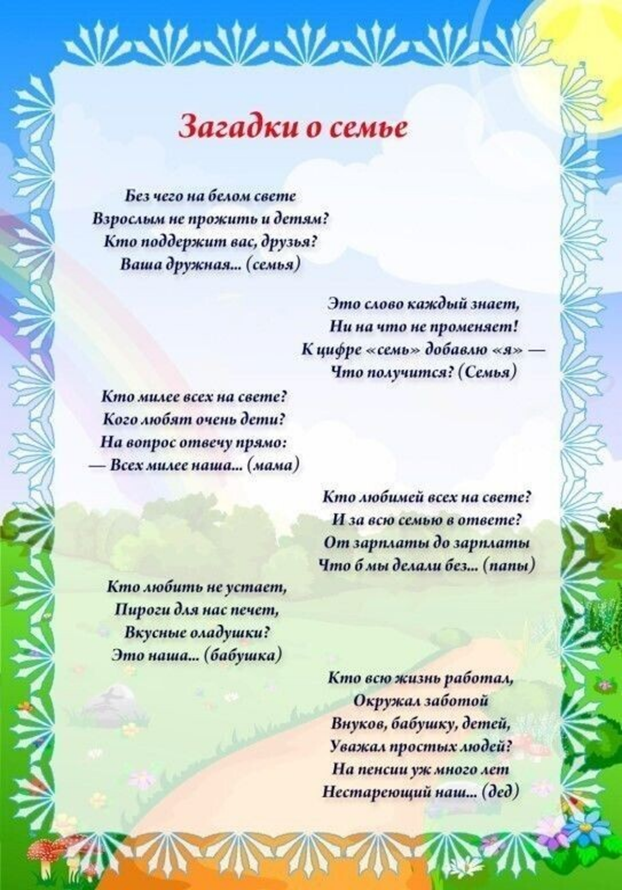 Загадки о семье
Без чего на белом свете
Взрослым не прожить и детям?
Кто поддержит вас, друзья?
Ваша дружная... (семья)
Это слово каждый знает,
Ни на что не променяет!
К цифре «семь» добавлю «я» —
Что получится? (Семья)
Кто милее всех на свете?
Кого любят очень дети?
На вопрос отвечу прямо:
— Всех милее наша... (мама)
Кто любимей всех на свете?
И за всю семью в ответе?
От зарплаты до зарплаты
Что б мы делали без... (папы)
Кто любить не устает,
Пироги для нас печет,
Вкусные оладушки?
Это наша... (бабушка)
Кто всю жизнь работал,
Окружал заботой
Внуков, бабушку, детей,
Уважал простых людей?
На пенсии уж много лет
Нестареющий наш... (дед)